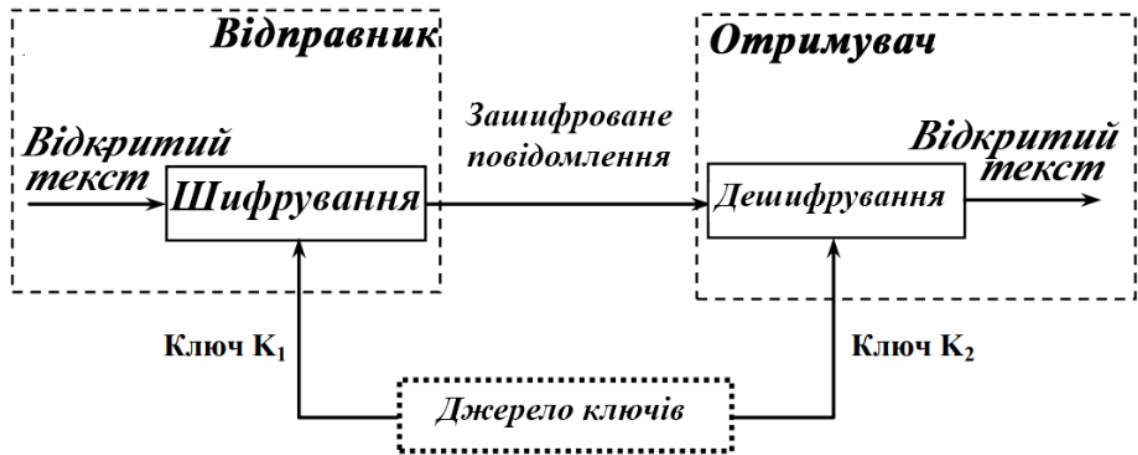 Відправник
Отримувач
Відкритий
текст
Шифрування
Зашифроване
повідомлення
Дешифрування
Відкритий
текст
Ключ K₁
Ключ K₂
Джерело ключів